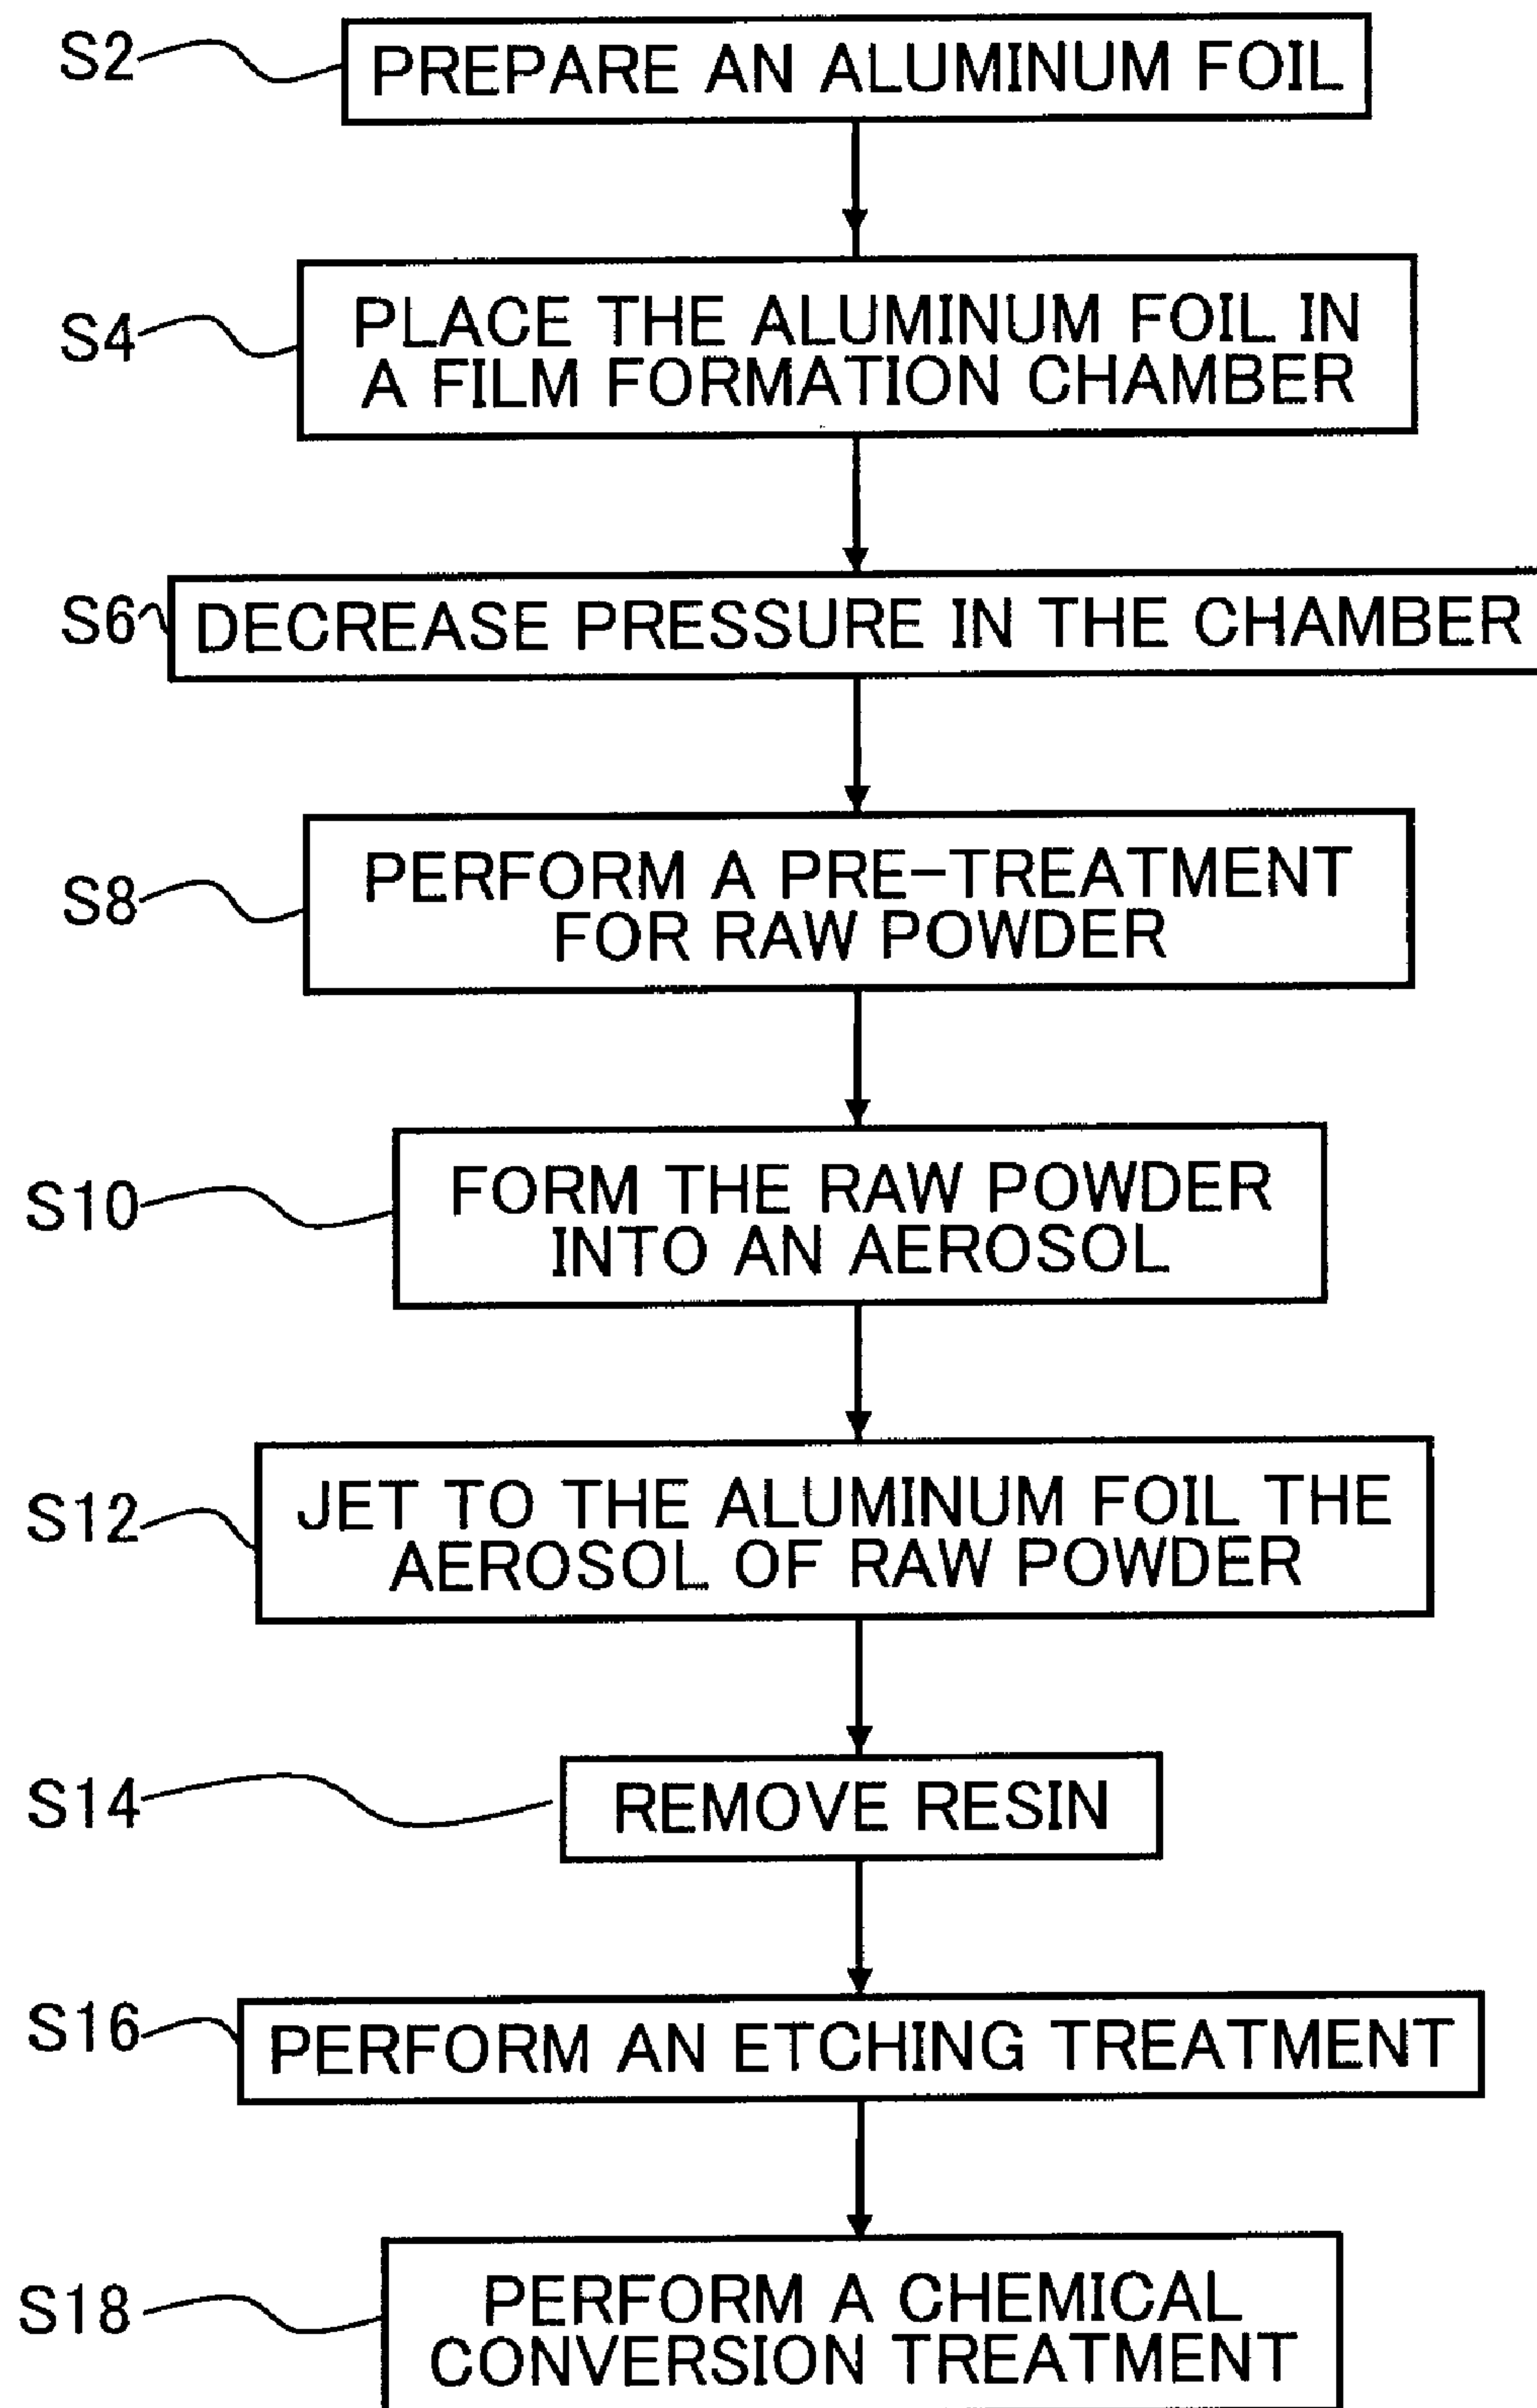 S2 PREPARE AN ALUMINUM FOIL
S4 PLACE THE ALUMINUM FOIL IN
A FILM FORMATION CHAMBER
S6 DECREASE PRESSURE IN THE CHAMBER
S8 PERFORM A PRE-TREATMENT
FOR RAW POWDER
S10 FORM THE RAW POWDER
INTO AN AEROSOL
S12 JET TO THE ALUMINUM FOIL THE
AEROSOL OF RAW POWDER
S14 REMOVE RESIN
S16 PERFORM AN ETCHING TREATMENT
S18 PERFORM A CHEMICAL
CONVERSION TREATMENT